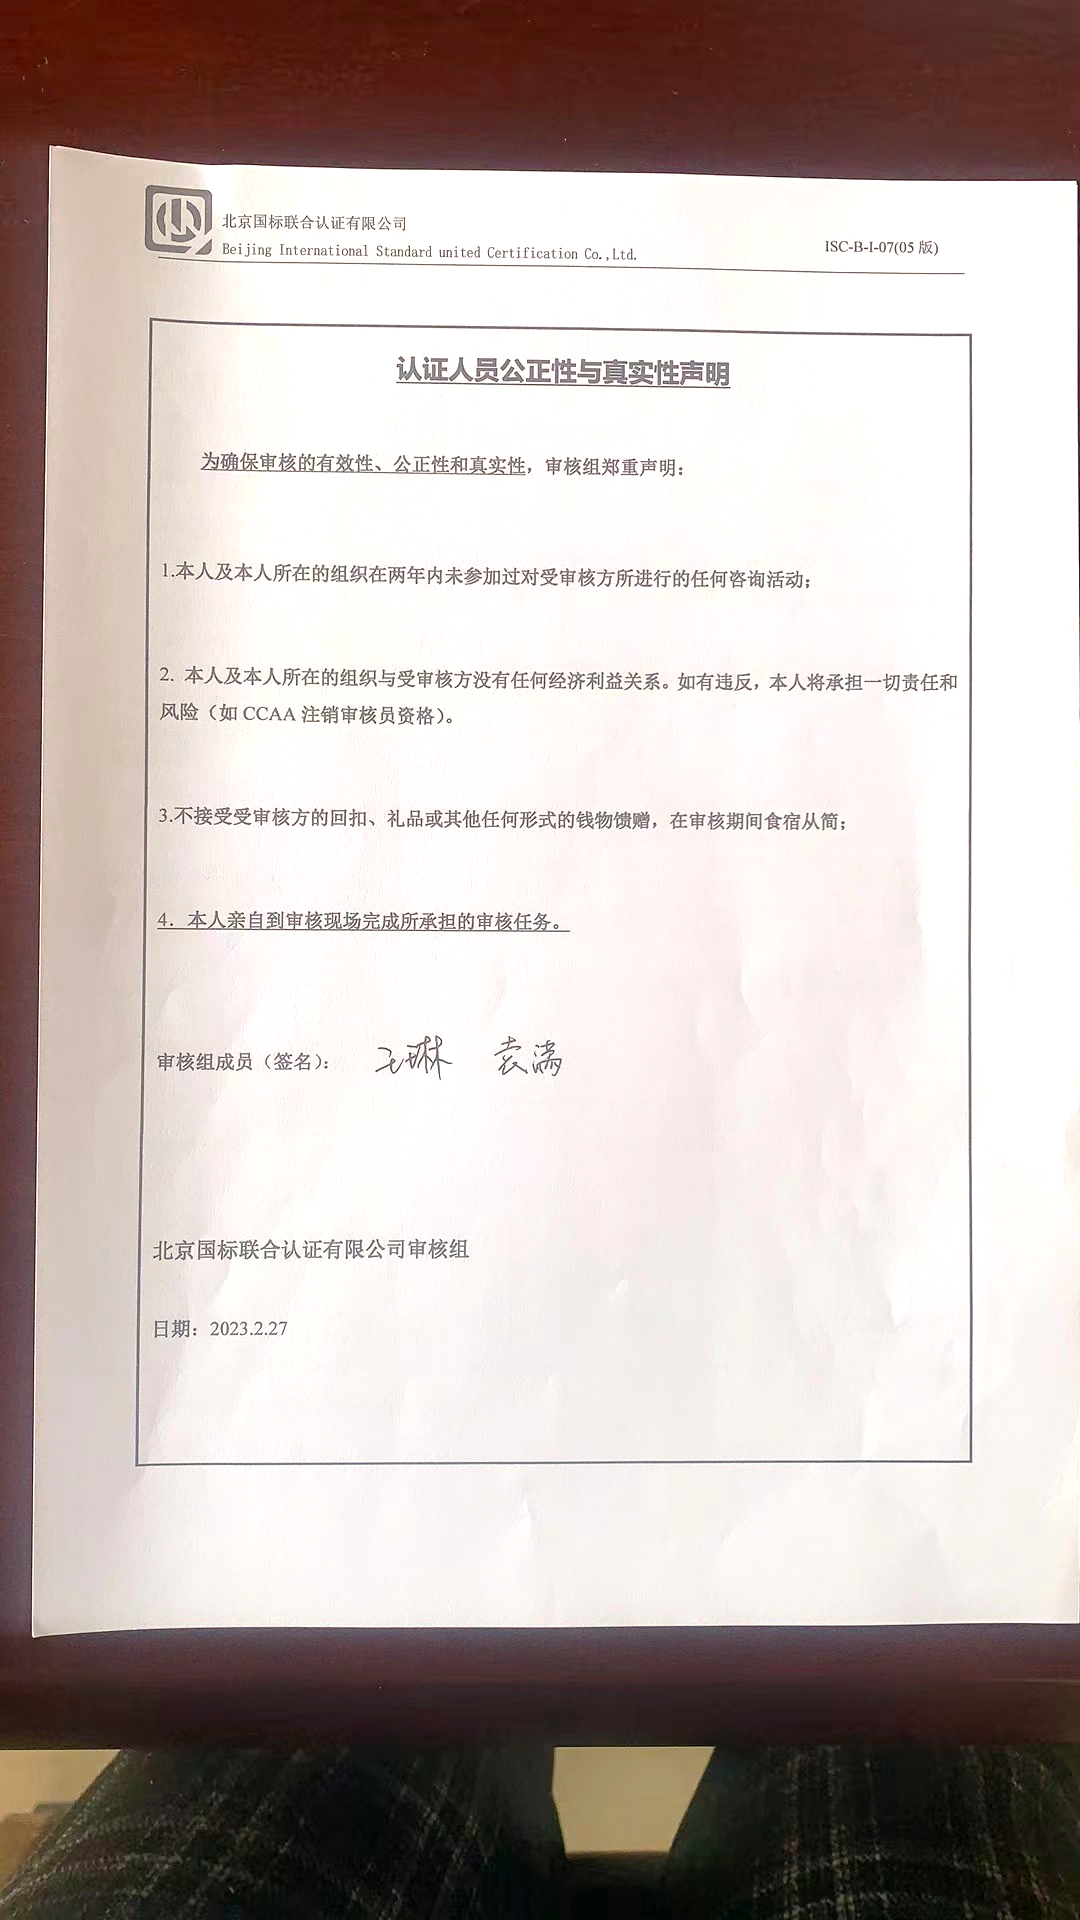 北京国标联合认证有限公司
Beijing International Standard united Certification Co.,Ltd.
ISC-B-I-07(05 版)
认证人员公正性与真实性声明
为确保审核的有效性、公正性和真实性，审核组郑重声明：
1.本人及本人所在的组织在两年内未参加过对受审核方所进行的任何咨询活动；
2. 本人及本人所在的组织与受审核方没有任何经济利益关系。如有违反，本人将承担一切责任和
风险（如 CCAA 注销审核员资格）。
3.不接受受审核方的回扣、礼品或其他任何形式的钱物馈赠，在审核期间食宿从简；
4. 本人亲自到审核现场完成所承担的审核任务。
审核组成员（签名）： 王琳 袁满
北京国标联合认证有限公司审核组
日期：2023.2.27